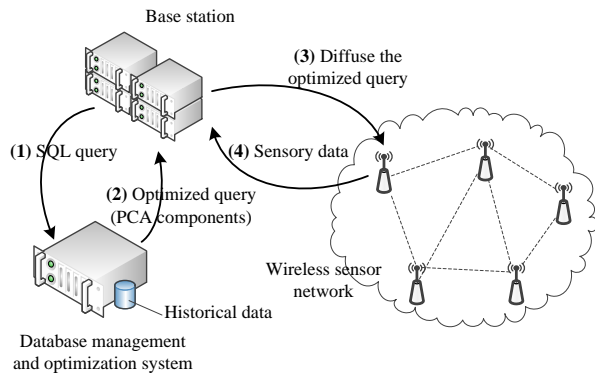 Base station
(3) Diffuse the
optimized query
(1) SQL query
(4) Sensory data
(2) Optimized query
(PCA components)
Wireless sensor
network
Historical data
Database management
and optimization system